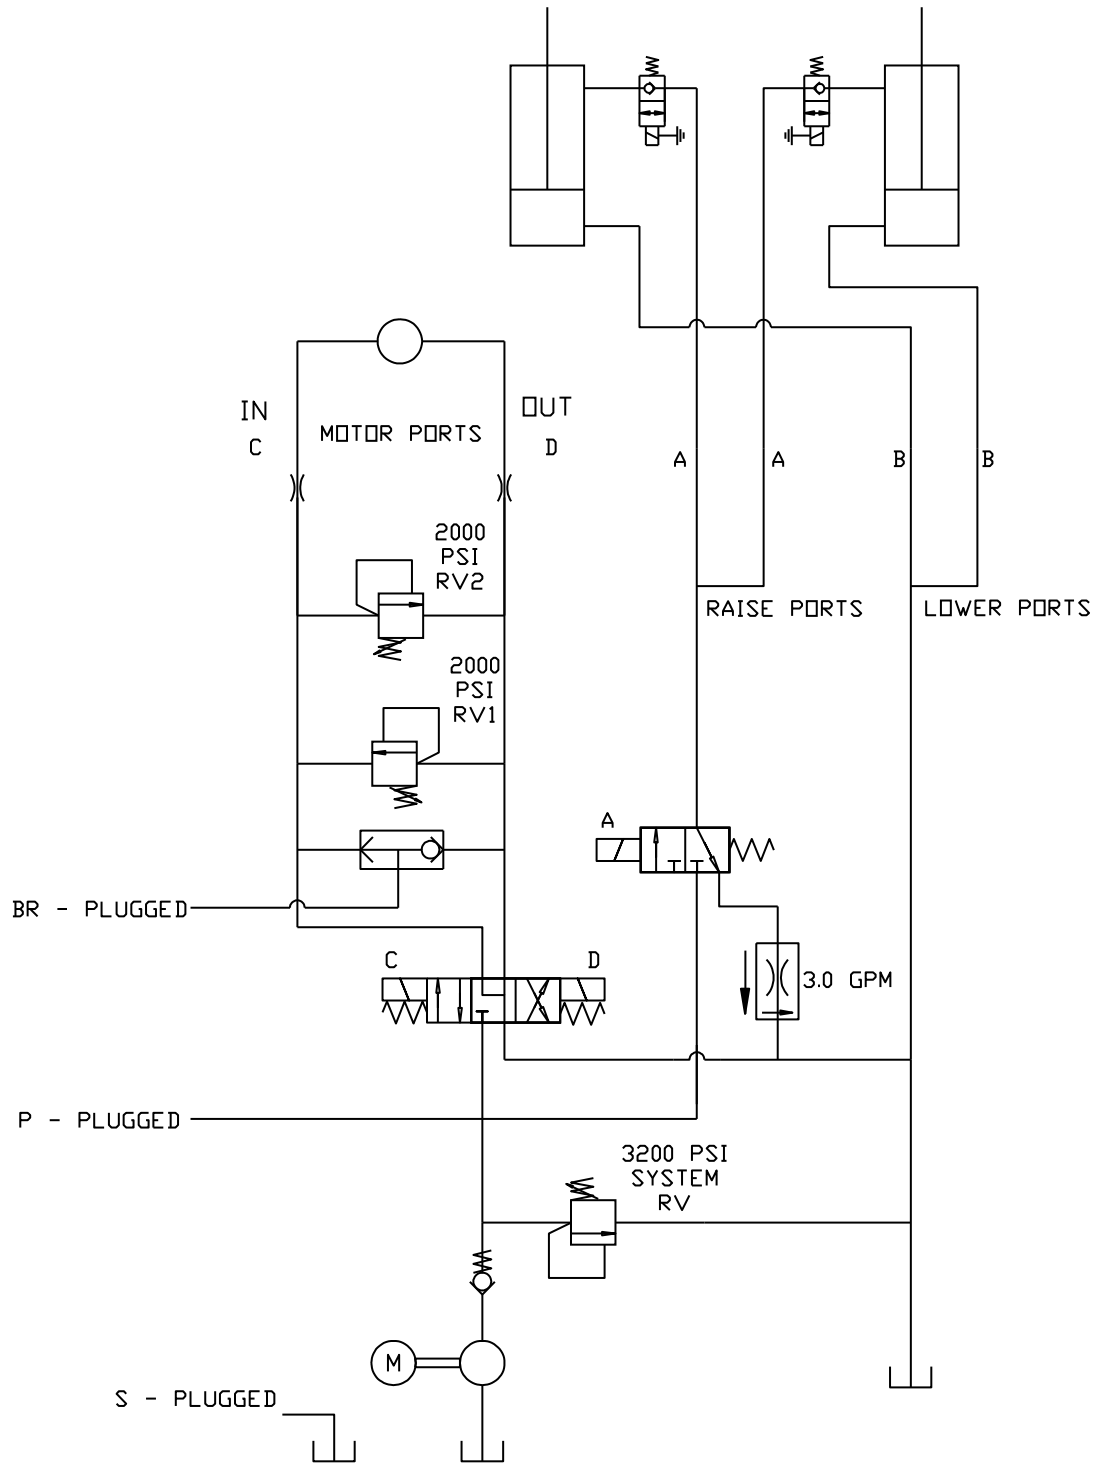 IN
OUT
MOTOR PORTS
C
D
A
A
B
B
2000
PSI
RV2
RAISE PORTS
LOWER PORTS
2000
PSI
RV1
A
BR - PLUGGED
C
D
3.0 GPM
P - PLUGGED
3200 PSI
SYSTEM
RV
M
S - PLUGGED